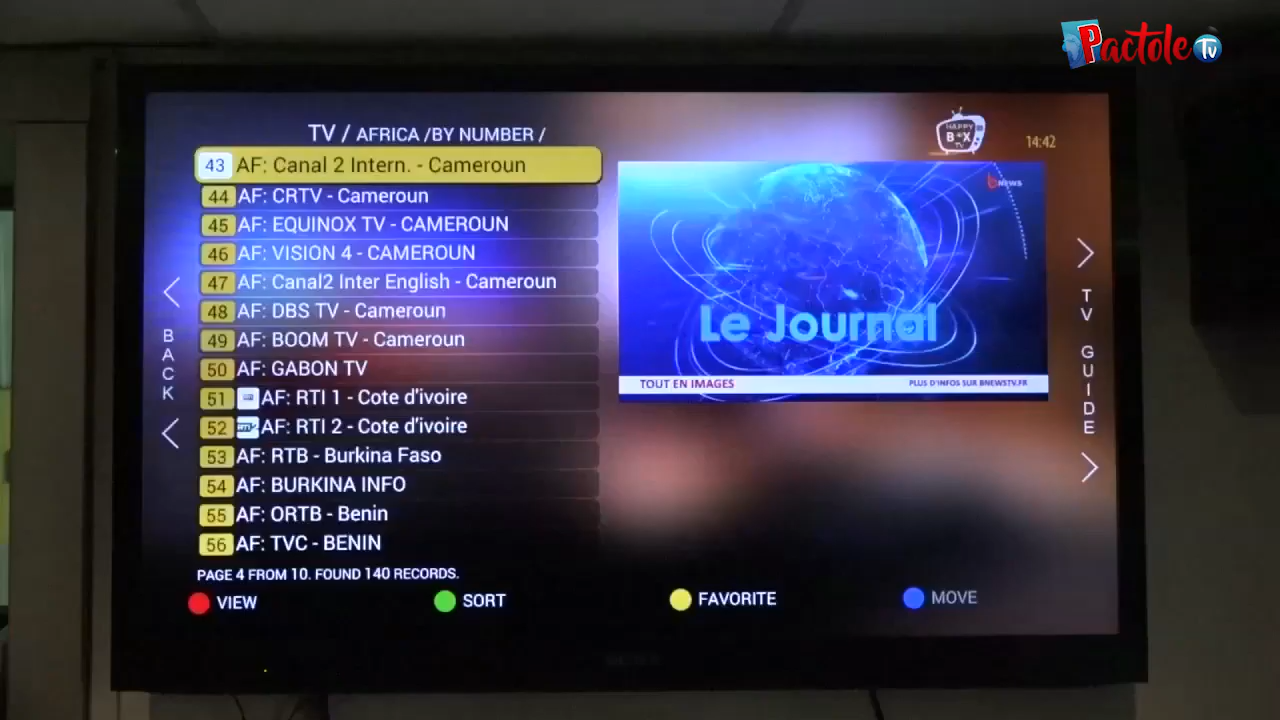 Pactole Tv
TV / AFRICA /BY NUMBER /
HAPPY
BOX
TV
14:42
43 AF: Canal 2 Intern. - Cameroun
44 AF: CRTV - Cameroun
45 AF: EQUINOX TV - CAMEROUN
46 AF: VISION 4 - CAMEROUN
47 AF: Canal2 Inter English - Cameroun
48 AF: DBS TV - Cameroun
49 AF: BOOM TV - Cameroun
50 AF: GABON TV
51 AF: RTI 1 - Cote d'ivoire
52 AF: RTI 2 - Cote d'ivoire
53 AF: RTB - Burkina Faso
54 AF: BURKINA INFO
55 AF: ORTB - Benin
56 AF: TVC - BENIN
PAGE 4 FROM 10. FOUND 140 RECORDS.
BACK
bNEWS
Le Journal
TOUT EN IMAGES
PLUS D'INFOS SUR BNEWSTV.FR
TV GUIDE
VIEW
SORT
FAVORITE
MOVE